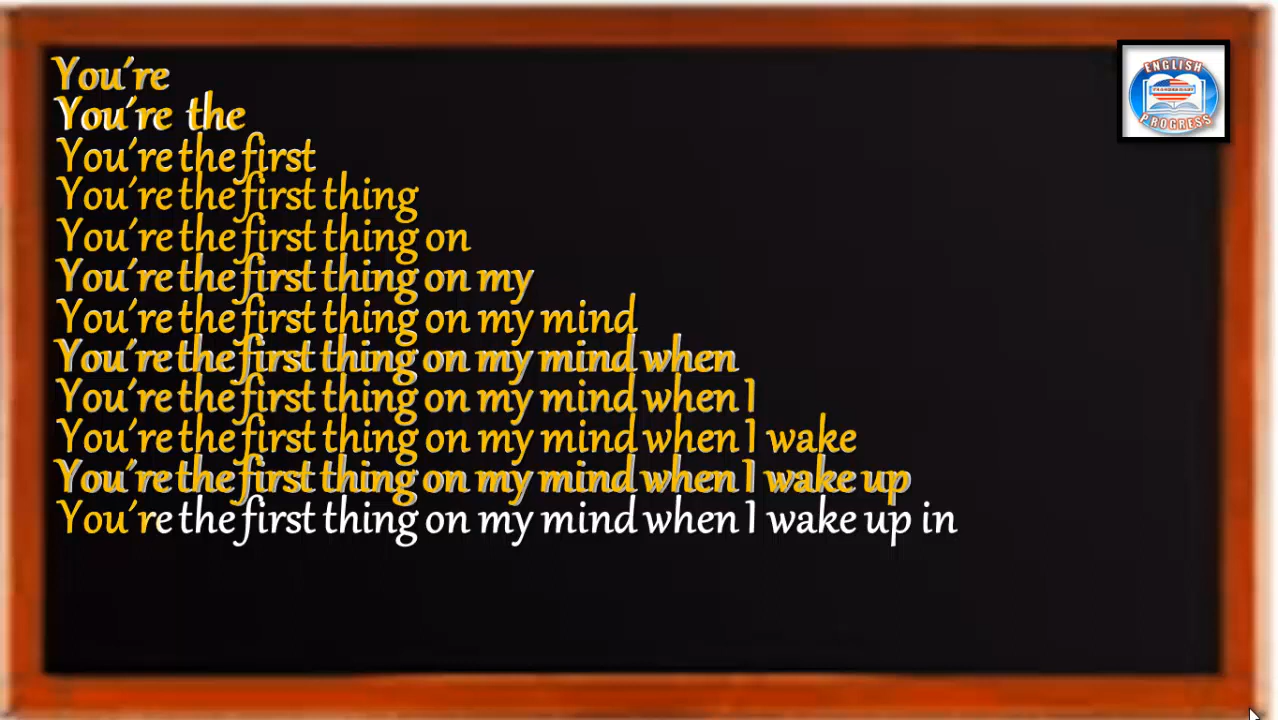 You're
You're the
You're the first
You're the first thing
You're the first thing on
You're the first thing on my
You're the first thing on my mind
You're the first thing on my mind when
You're the first thing on my mind when I
You're the first thing on my mind when I wake
You're the first thing on my mind when I wake up
You're the first thing on my mind when I wake up in
ENGLISH
PROGRESS